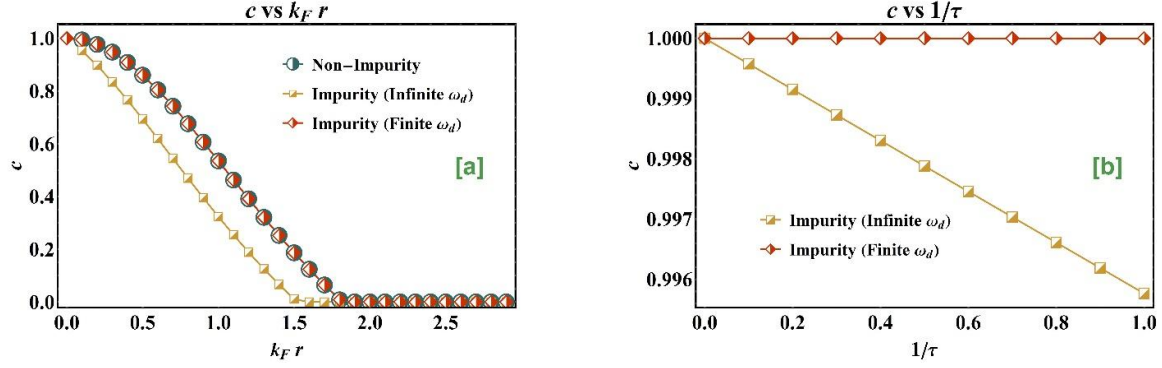 c vs k_F r
1.0
0.8
0.6
0.4
0.2
0.0
c
Non−Impurity
Impurity (Infinite ω_d)
Impurity (Finite ω_d)
[a]
0.0 0.5 1.0 1.5 2.0 2.5
k_F r
c vs 1/τ
1.000
0.999
0.998
0.997
0.996
c
[b]
Impurity (Infinite ω_d)
Impurity (Finite ω_d)
0.0 0.2 0.4 0.6 0.8 1.0
1/τ